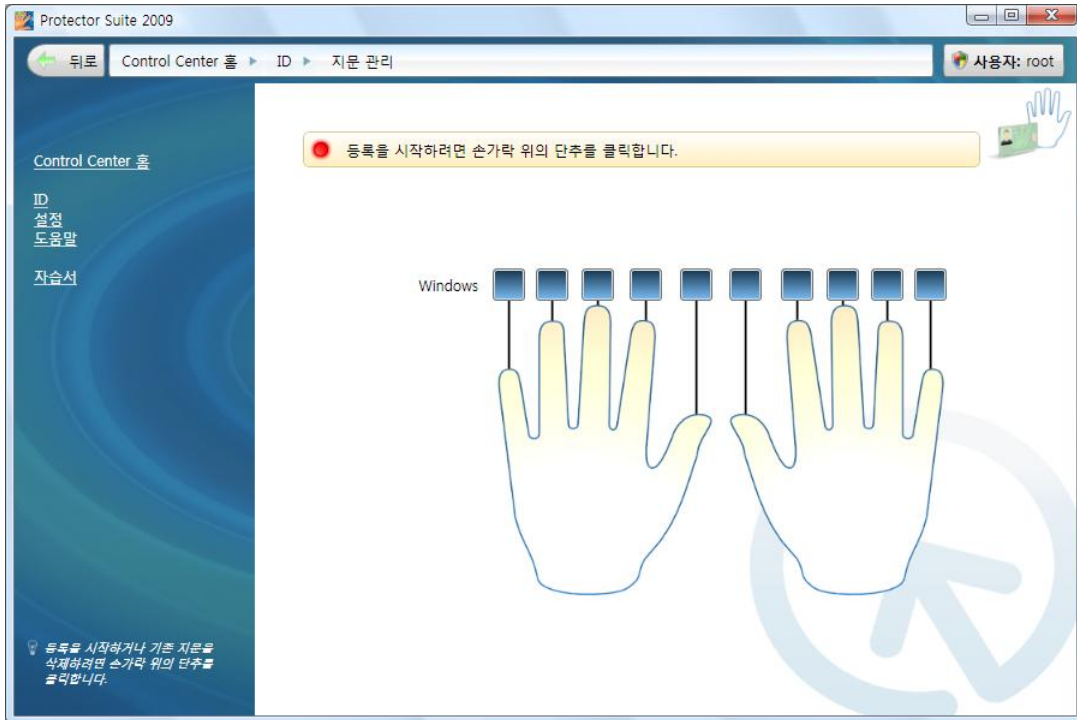 Protector Suite 2009
뒤로 Control Center 홈 ▶ ID ▶ 지문 관리 사용자: root
등록을 시작하려면 손가락 위의 단추를 클릭합니다.
Control Center 홈
ID
설정
도움말
자습서
Windows
등록을 시작하거나 기존 지문을
삭제하려면 손가락 위의 단추를
클릭합니다.